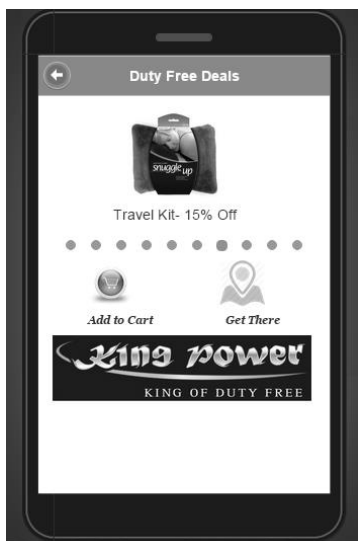 Duty Free Deals
snuggle up
Travel Kit- 15% Off
Add to Cart
Get There
King Power
KING OF DUTY FREE